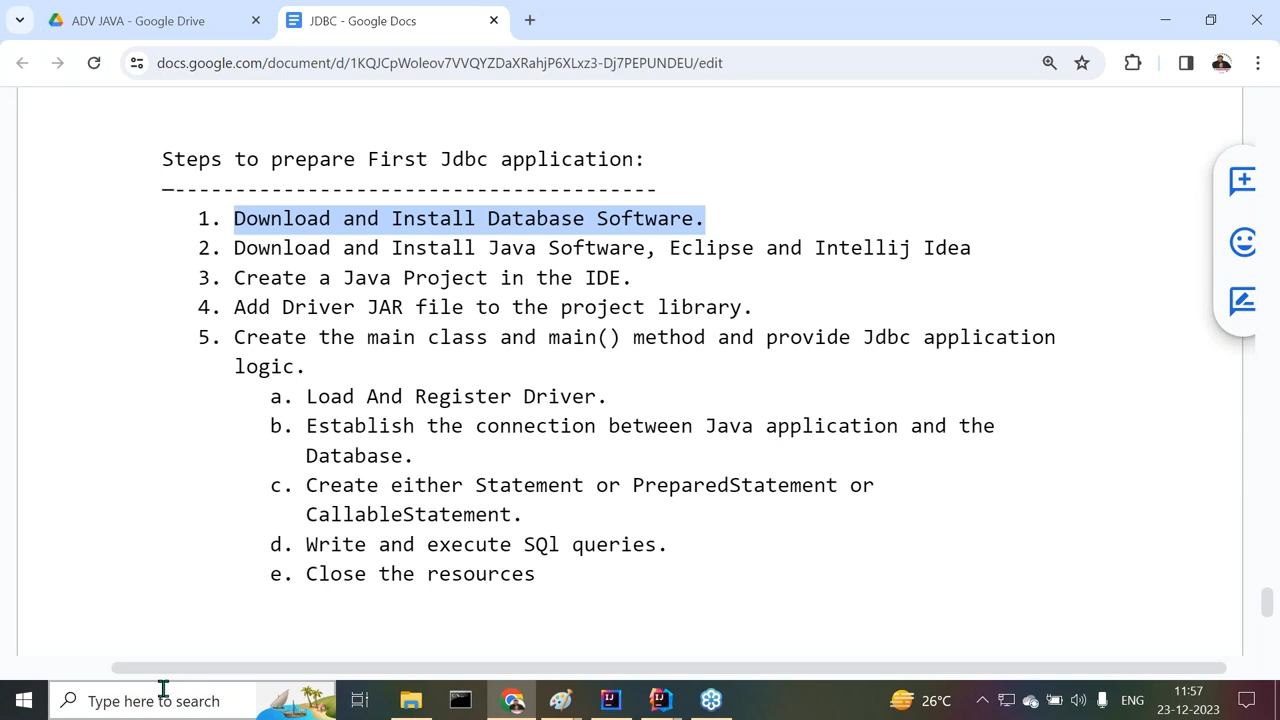 ADV JAVA - Google Drive
JDBC - Google Docs
docs.google.com/document/d/1KQJCpWoleov7VVQYZDaXRahjP6XLxz3-Dj7PEPUNDEU/edit
Steps to prepare First Jdbc application:
—----------------------------------------
1. Download and Install Database Software.
2. Download and Install Java Software, Eclipse and Intellij Idea
3. Create a Java Project in the IDE.
4. Add Driver JAR file to the project library.
5. Create the main class and main() method and provide Jdbc application
logic.
a. Load And Register Driver.
b. Establish the connection between Java application and the
Database.
c. Create either Statement or PreparedStatement or
CallableStatement.
d. Write and execute SQl queries.
e. Close the resources
Type here to search
26°C
ENG
11:57
23-12-2023